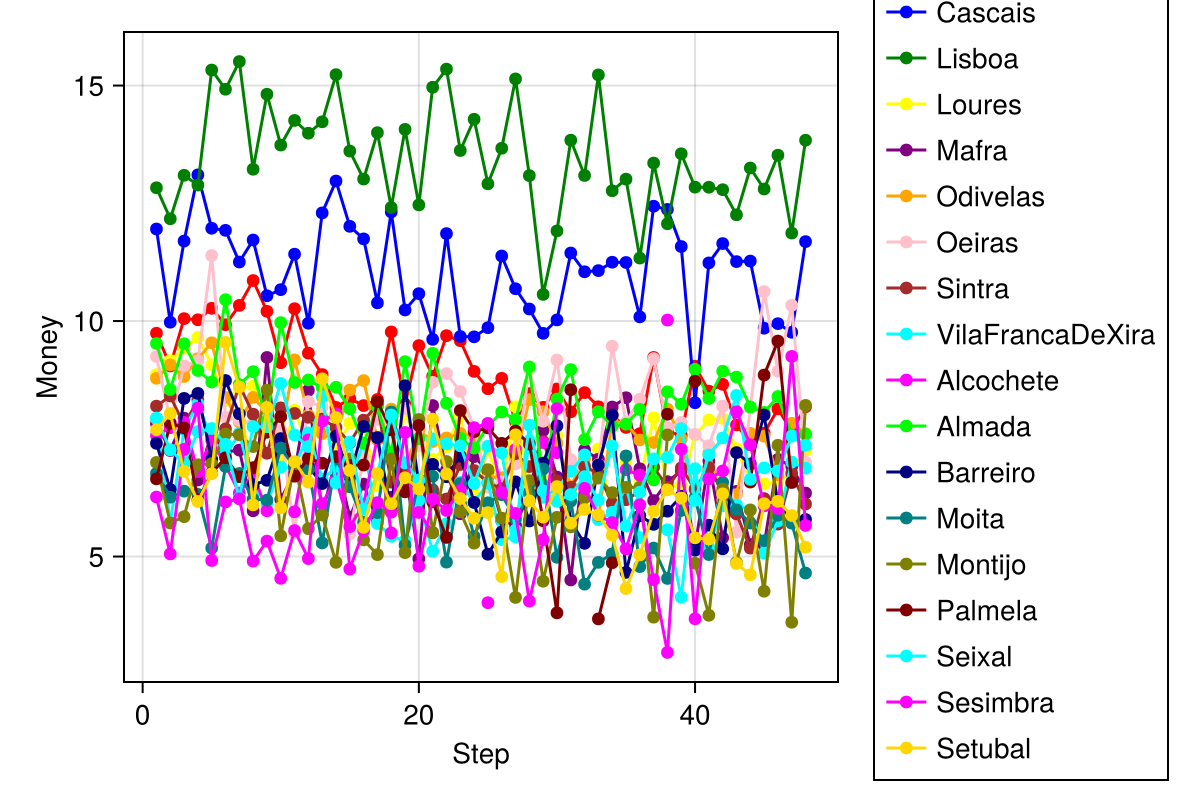 15
10
5
Money
0
20
40
Step
Cascais
Lisboa
Loures
Mafra
Odivelas
Oeiras
Sintra
VilaFrancaDeXira
Alcochete
Almada
Barreiro
Moita
Montijo
Palmela
Seixal
Sesimbra
Setubal